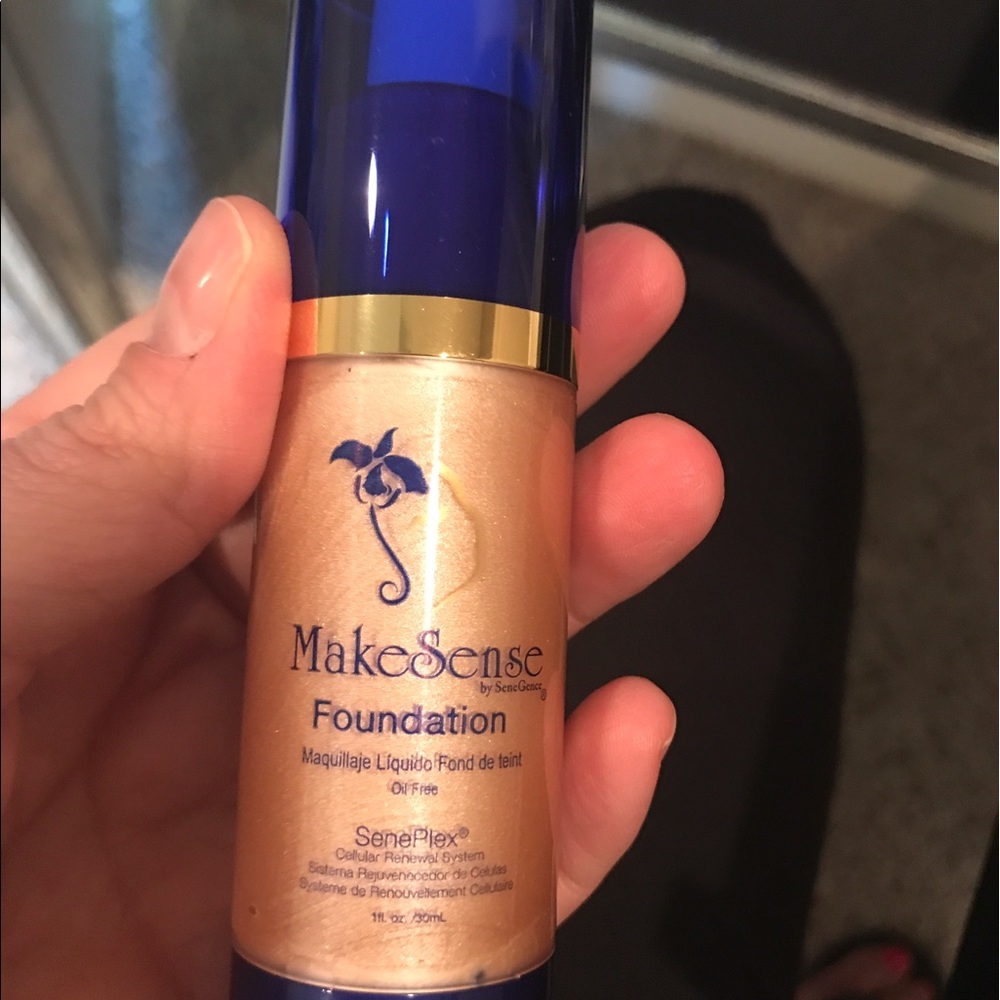 MakeSense
by SeneGence®
Foundation
Maquillaje Líquido Fond de teint
Oil Free
SenePlex®
Cellular Renewal System
Sistema Rejuvenecedor de Células
Système de Renouvellement Cellulaire
1fl. oz. /30mL